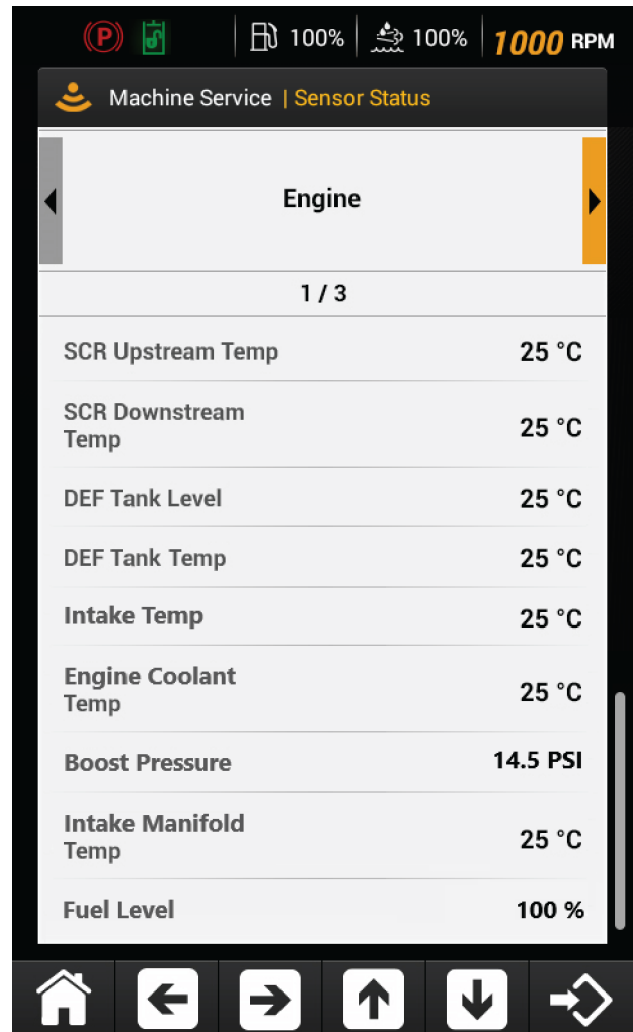 P 100% 100% 1000 RPM
Machine Service | Sensor Status
Engine
1 / 3
SCR Upstream Temp 25 °C
SCR Downstream
Temp 25 °C
DEF Tank Level 25 °C
DEF Tank Temp 25 °C
Intake Temp 25 °C
Engine Coolant
Temp 25 °C
Boost Pressure 14.5 PSI
Intake Manifold
Temp 25 °C
Fuel Level 100 %